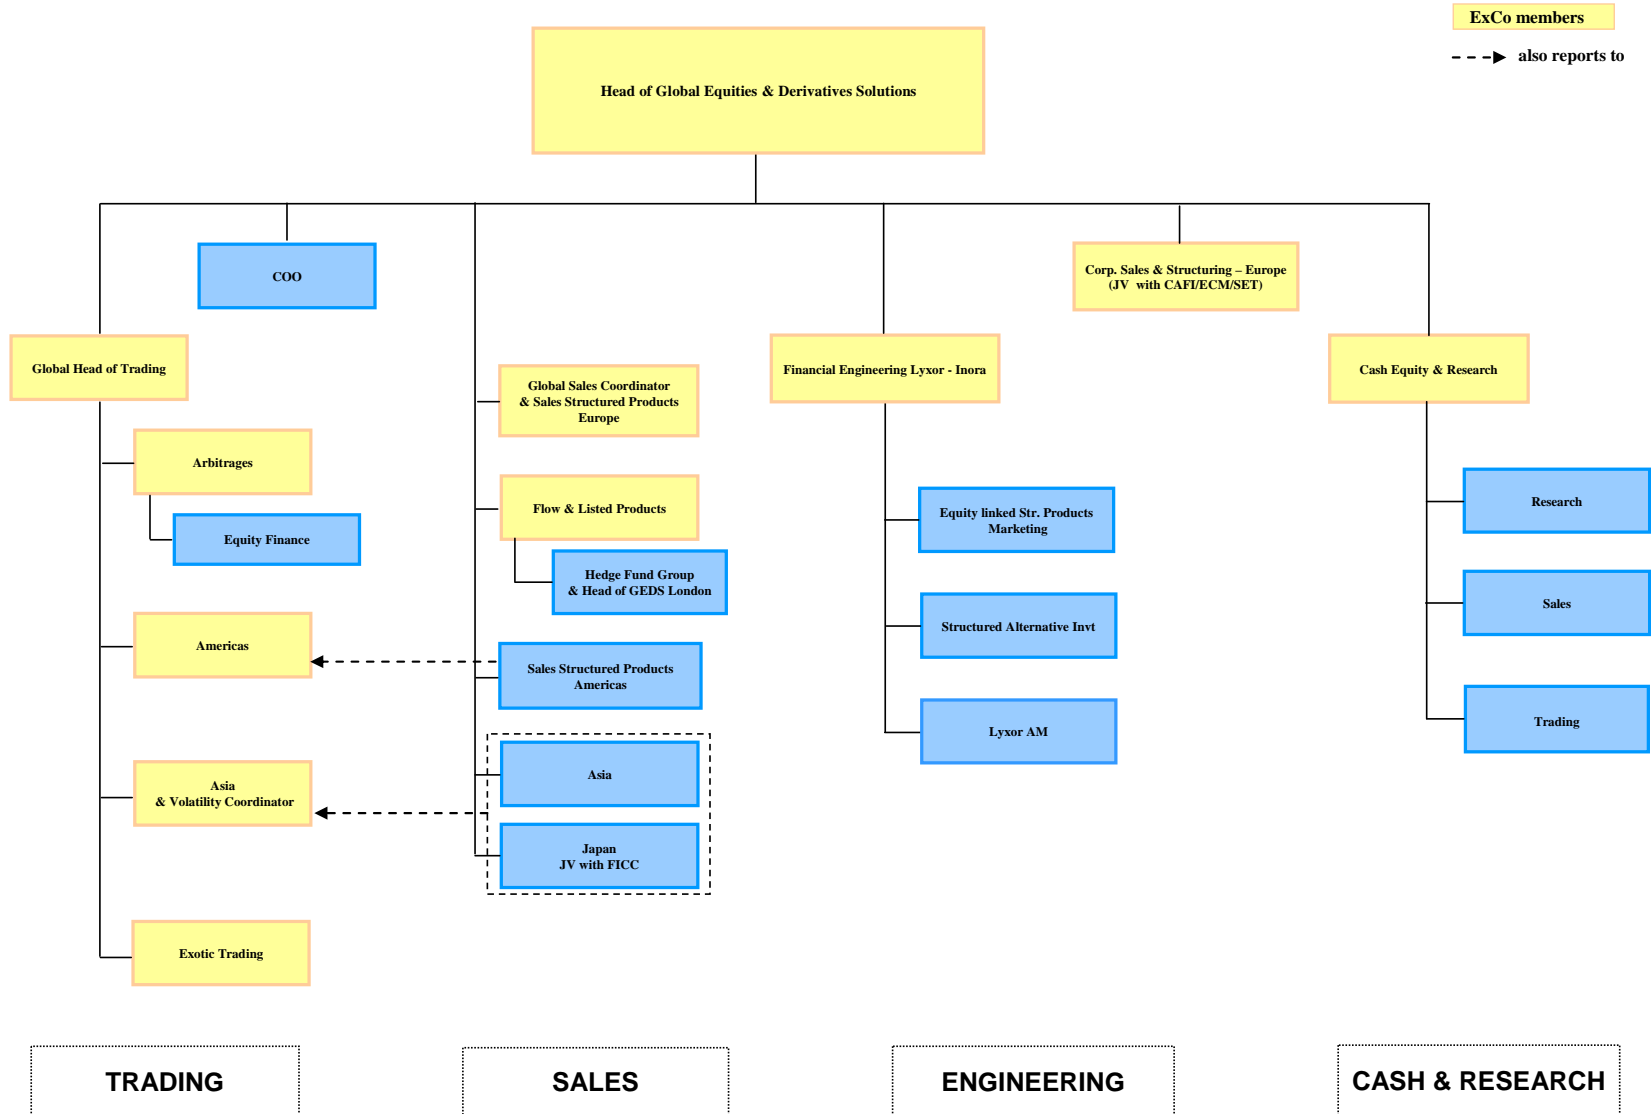 ExCo members
also reports to
Head of Global Equities & Derivatives Solutions
COO
Corp. Sales & Structuring – Europe
(JV with CAFI/ECM/SET)
Global Head of Trading
Financial Engineering Lyxor - Inora
Cash Equity & Research
Global Sales Coordinator
& Sales Structured Products
Europe
Arbitrages
Equity Finance
Flow & Listed Products
Hedge Fund Group
& Head of GEDS London
Equity linked Str. Products
Marketing
Research
Americas
Sales Structured Products
Americas
Structured Alternative Invt
Sales
Asia
& Volatility Coordinator
Asia
Japan
JV with FICC
Lyxor AM
Trading
Exotic Trading
TRADING
SALES
ENGINEERING
CASH & RESEARCH